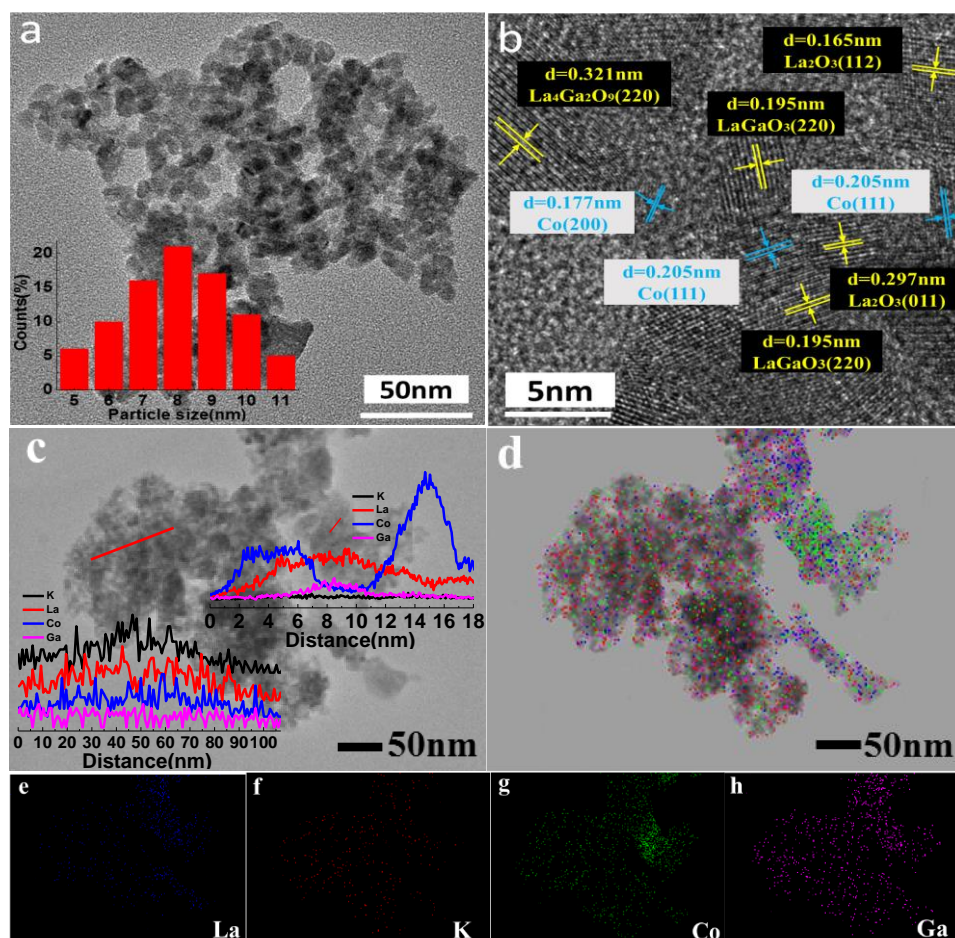 a
Counts(%)
20
15
10
5
0
5 6 7 8 9 10 11
Particle size(nm)
50nm
b
d=0.321nm
La₄Ga₂O₉(220)
d=0.165nm
La₂O₃(112)
d=0.195nm
LaGaO₃(220)
d=0.177nm
Co(200)
d=0.205nm
Co(111)
d=0.205nm
Co(111)
d=0.297nm
La₂O₃(011)
d=0.195nm
LaGaO₃(220)
5nm
c
K
La
Co
Ga
0 2 4 6 8 10 12 14 16 18
Distance(nm)
K
La
Co
Ga
0 10 20 30 40 50 60 70 80 90 100
Distance(nm)
50nm
d
50nm
e
La
f
K
g
Co
h
Ga